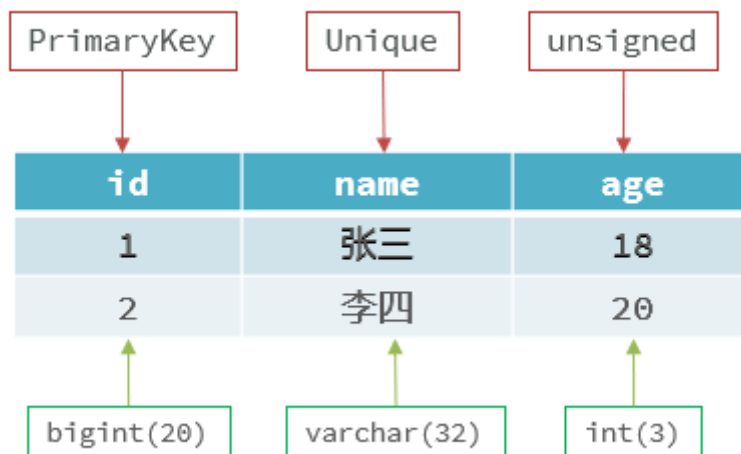 PrimaryKey Unique unsigned
id name age
1 张三 18
2 李四 20
bigint(20) varchar(32) int(3)